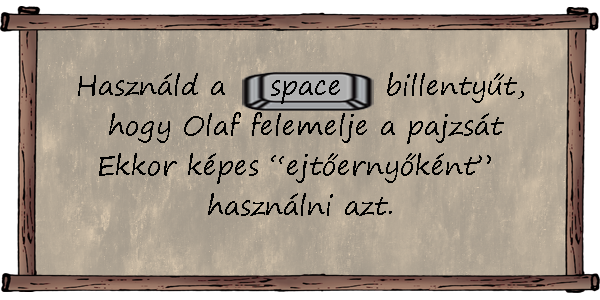 Használd a space billentyűt,
hogy Olaf felemelje a pajzsát
Ekkor képes “ejtőernyőként”
használni azt.